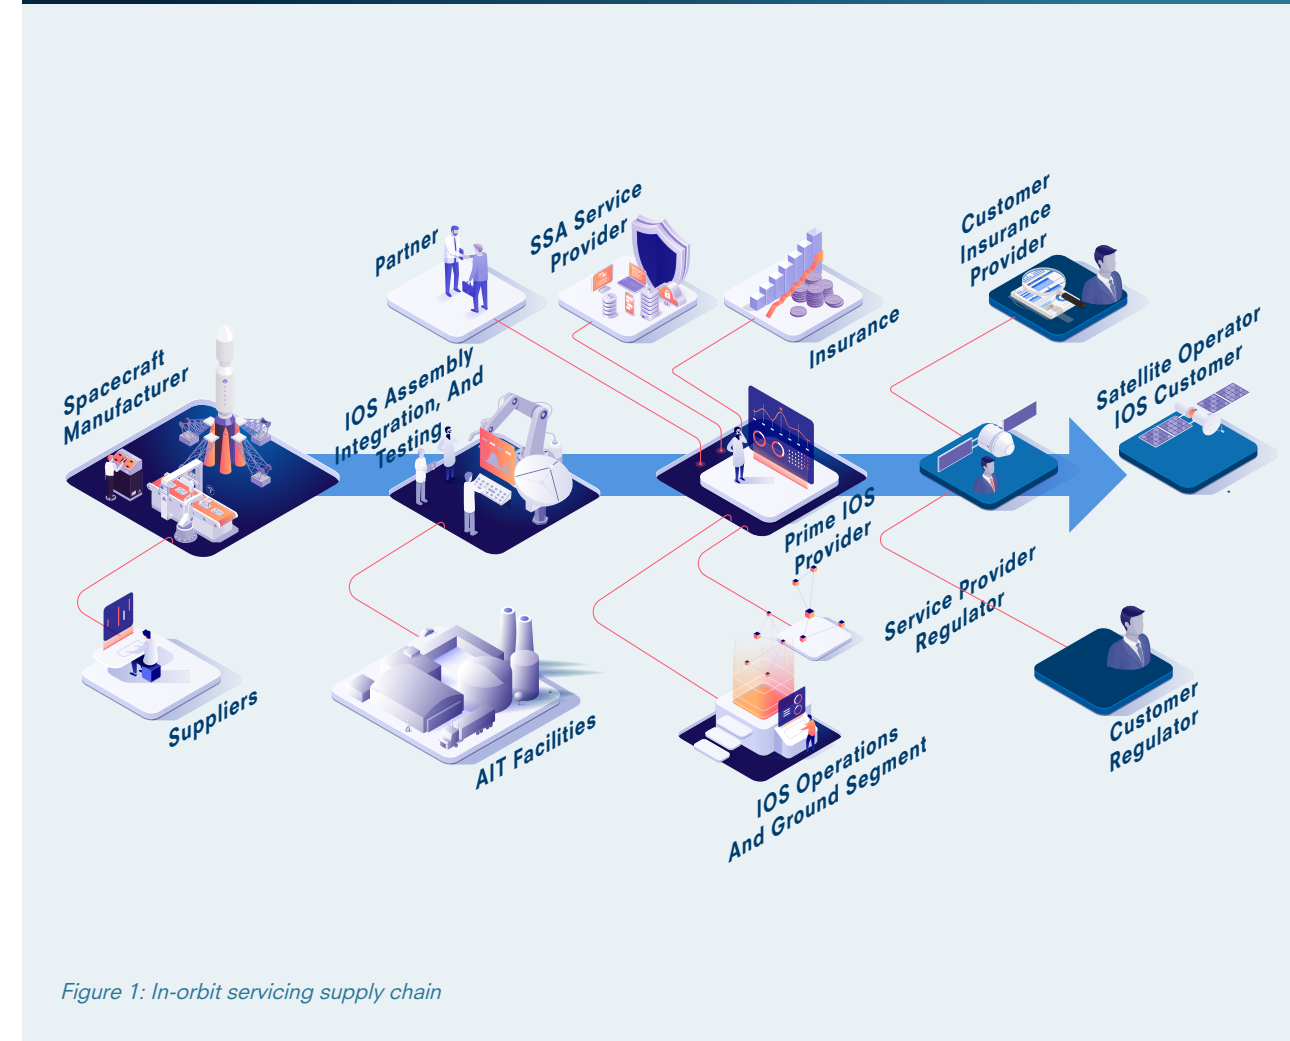 Customer
Insurance
Provider
SSA Service
Provider
Partner
Insurance
Satellite Operator
IOS Customer
Spacecraft
Manufacturer
IOS Assembly
Integration, And
Testing
Prime IOS
Provider
Service Provider
Regulator
Suppliers
AIT Facilities
Customer
Regulator
IOS Operations
And Ground Segment
Figure 1: In-orbit servicing supply chain